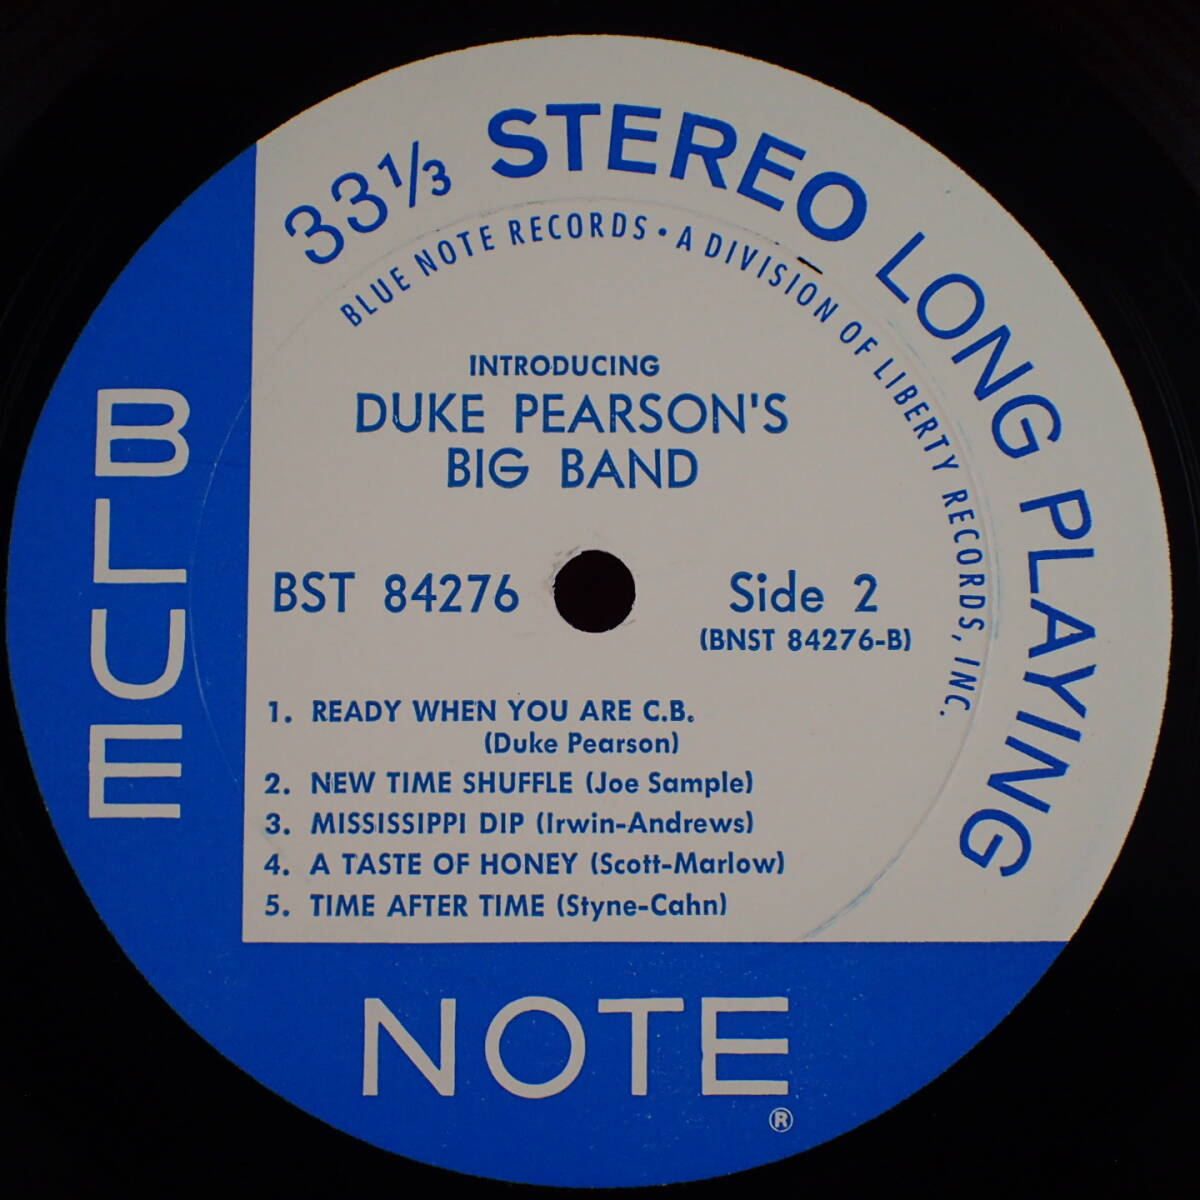 33 1/3 STEREO LONG PLAYING
BLUE NOTE RECORDS • A DIVISION OF LIBERTY RECORDS, INC.
INTRODUCING
DUKE PEARSON'S
BIG BAND
BST 84276
Side 2
(BNST 84276-B)
1. READY WHEN YOU ARE C.B.
(Duke Pearson)
2. NEW TIME SHUFFLE (Joe Sample)
3. MISSISSIPPI DIP (Irwin-Andrews)
4. A TASTE OF HONEY (Scott-Marlow)
5. TIME AFTER TIME (Styne-Cahn)
BLUE
NOTE
®